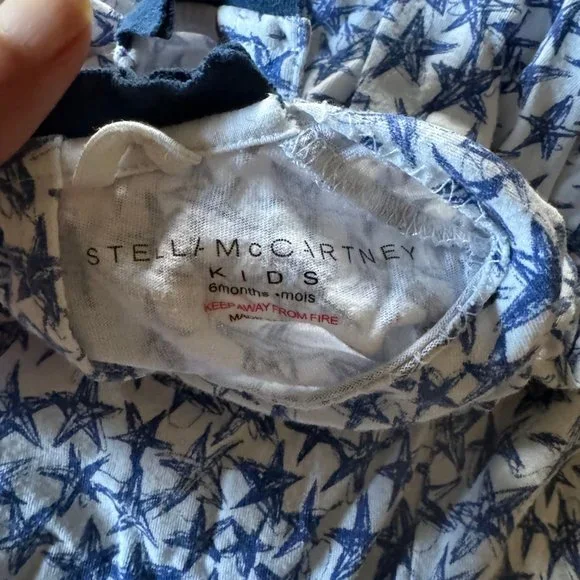 STELLA McCARTNEY
KIDS
6months •mois
KEEP AWAY FROM FIRE